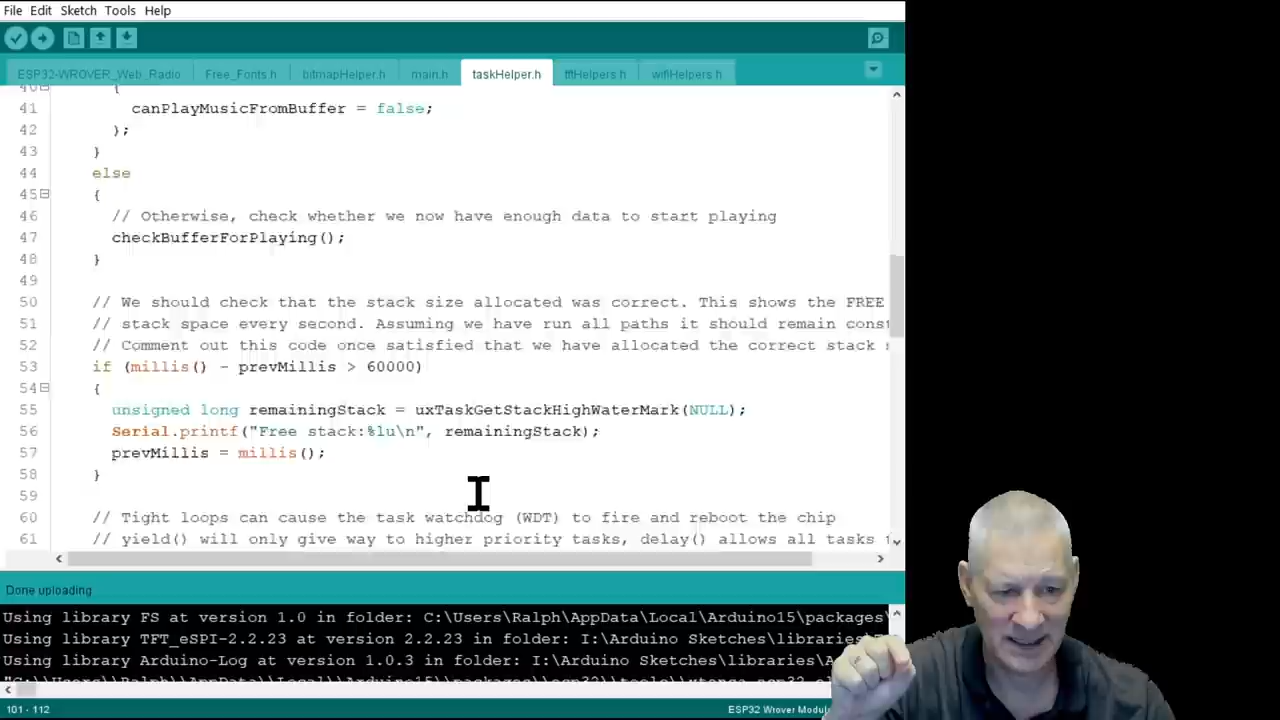 File Edit Sketch Tools Help
ESP32-WROVER_Web_Radio Free_Fonts.h bitmapHelper.h main.h taskHelper.h tftHelpers.h wifiHelpers.h
40 {
41 canPlayMusicFromBuffer = false;
42 };
43 }
44 else
45 {
46 // Otherwise, check whether we now have enough data to start playing
47 checkBufferForPlaying();
48 }
49
50 // We should check that the stack size allocated was correct. This shows the FREE
51 // stack space every second. Assuming we have run all paths it should remain const
52 // Comment out this code once satisfied that we have allocated the correct stack s
53 if (millis() - prevMillis > 60000)
54 {
55 unsigned long remainingStack = uxTaskGetStackHighWaterMark(NULL);
56 Serial.printf("Free stack:%lu\n", remainingStack);
57 prevMillis = millis();
58 }
59
60 // Tight loops can cause the task watchdog (WDT) to fire and reboot the chip
61 // yield() will only give way to higher priority tasks, delay() allows all tasks t
Done uploading
Using library FS at version 1.0 in folder: C:\Users\Ralph\AppData\Local\Arduino15\packages\
Using library TFT_eSPI-2.2.23 at version 2.2.23 in folder: I:\Arduino Sketches\libraries\T
Using library Arduino-Log at version 1.0.3 in folder: I:\Arduino Sketches\libraries\A
101 - 112 ESP32 Wrover Modul